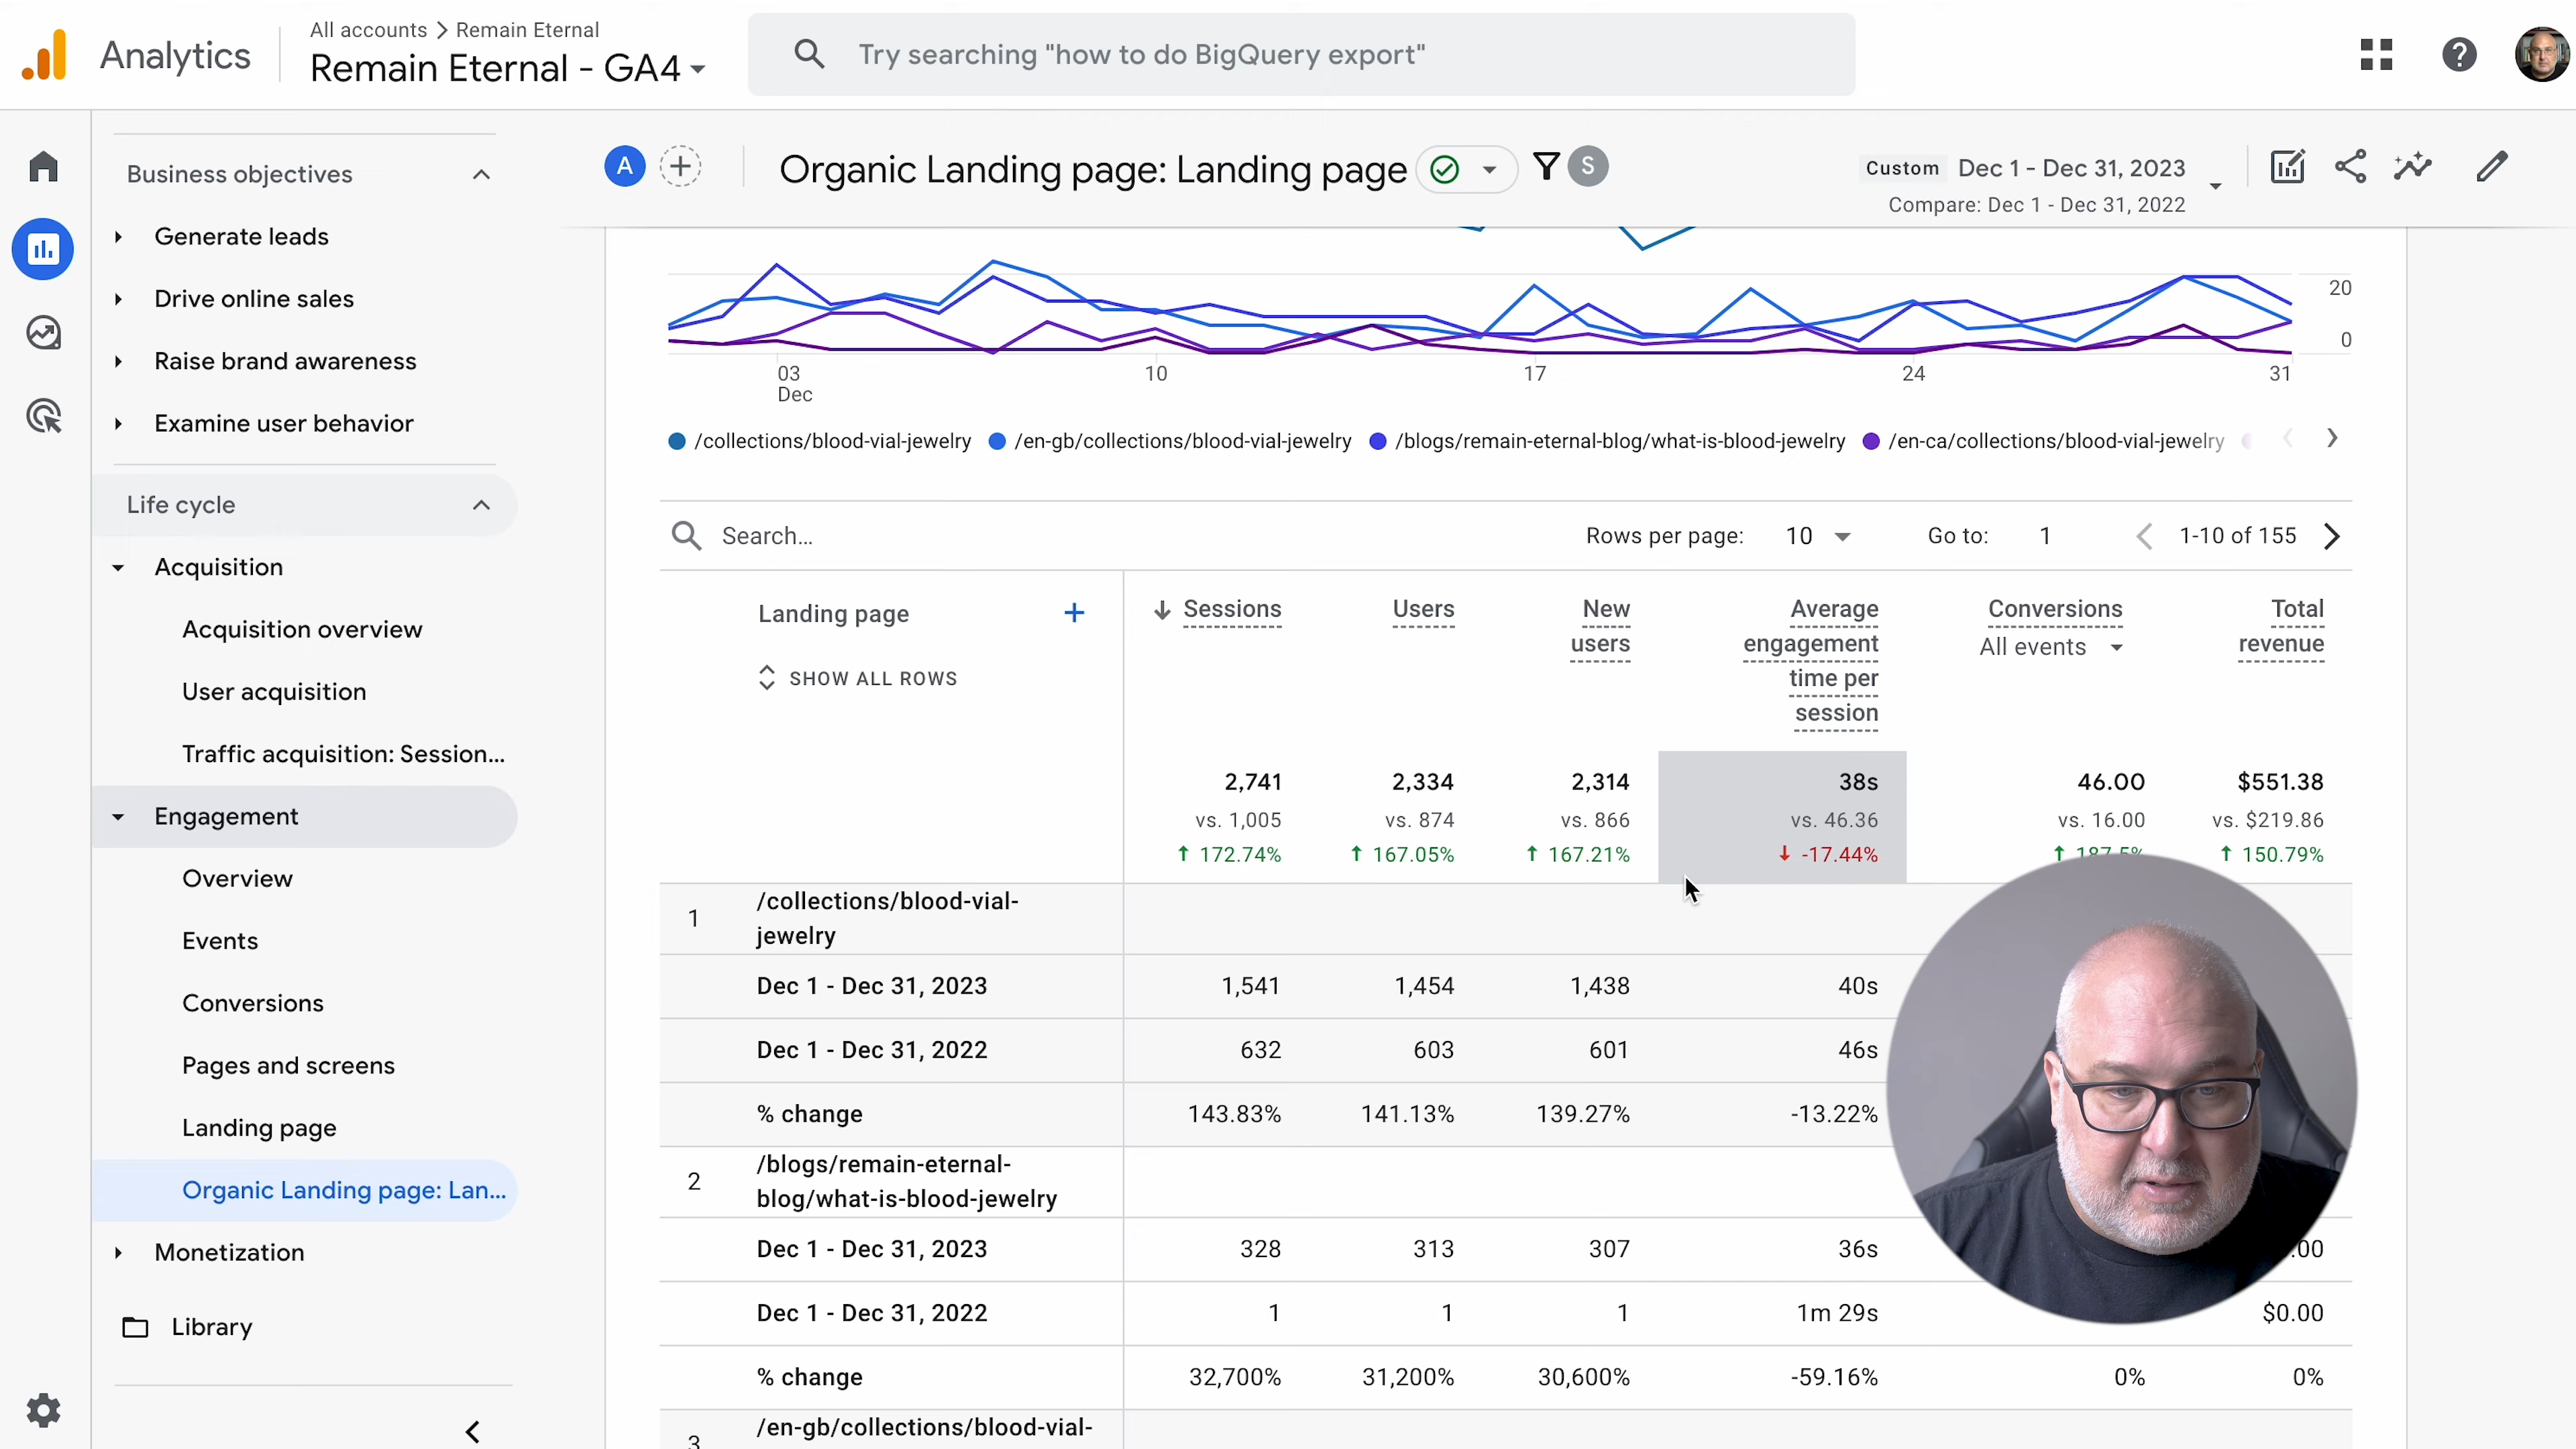 Analytics
All accounts > Remain Eternal
Remain Eternal - GA4
Try searching "how to do BigQuery export"
Business objectives
Generate leads
Drive online sales
Raise brand awareness
Examine user behavior
Life cycle
Acquisition
Acquisition overview
User acquisition
Traffic acquisition: Session...
Engagement
Overview
Events
Conversions
Pages and screens
Landing page
Organic Landing page: Lan...
Monetization
Library
A
Organic Landing page: Landing page
S
Custom Dec 1 - Dec 31, 2023
Compare: Dec 1 - Dec 31, 2022
20
0
03 10 17 24 31
Dec
/collections/blood-vial-jewelry /en-gb/collections/blood-vial-jewelry /blogs/remain-eternal-blog/what-is-blood-jewelry /en-ca/collections/blood-vial-jewelry
Search... Rows per page: 10 Go to: 1 1-10 of 155
Landing page +
SHOW ALL ROWS
Sessions
Users
New
users
Average
engagement
time per
session
Conversions
All events
Total
revenue
2,741 2,334 2,314 38s 46.00 $551.38
vs. 1,005 vs. 874 vs. 866 vs. 46.36 vs. 16.00 vs. $219.86
↑ 172.74% ↑ 167.05% ↑ 167.21% ↓ -17.44% ↑ 187.5% ↑ 150.79%
1 /collections/blood-vial-
jewelry
Dec 1 - Dec 31, 2023 1,541 1,454 1,438 40s
Dec 1 - Dec 31, 2022 632 603 601 46s
% change 143.83% 141.13% 139.27% -13.22%
2 /blogs/remain-eternal-
blog/what-is-blood-jewelry
Dec 1 - Dec 31, 2023 328 313 307 36s .00
Dec 1 - Dec 31, 2022 1 1 1 1m 29s $0.00
% change 32,700% 31,200% 30,600% -59.16% 0% 0%
3 /en-gb/collections/blood-vial-